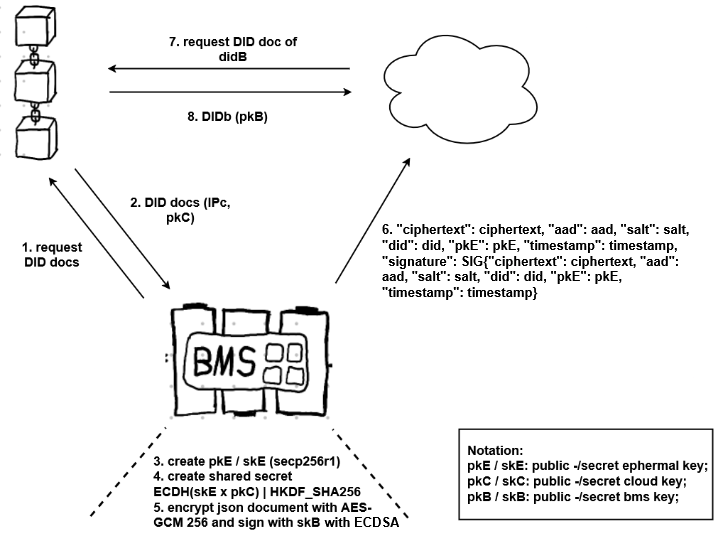 7. request DID doc of
didB
8. DIDb (pkB)
2. DID docs (IPc,
pkC)
1. request
DID docs
6. "ciphertext": ciphertext, "aad": aad, "salt": salt,
"did": did, "pkE": pkE, "timestamp": timestamp,
"signature": SIG{"ciphertext": ciphertext, "aad":
aad, "salt": salt, "did": did, "pkE": pkE,
"timestamp": timestamp}
BMS
3. create pkE / skE (secp256r1)
4. create shared secret
ECDH(skE x pkC) | HKDF_SHA256
5. encrypt json document with AES-
GCM 256 and sign with skB with ECDSA
Notation:
pkE / skE: public -/secret ephermal key;
pkC / skC: public -/secret cloud key;
pkB / skB: public -/secret bms key;